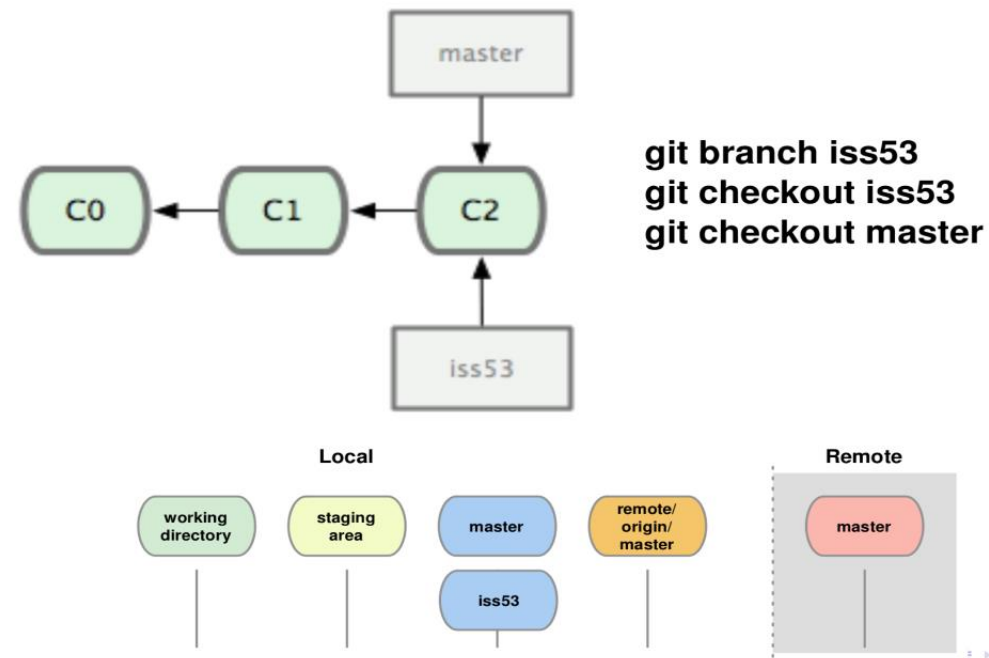 master
C0
C1
C2
iss53
git branch iss53
git checkout iss53
git checkout master
Local
Remote
working
directory
staging
area
master
remote/
origin/
master
master
iss53